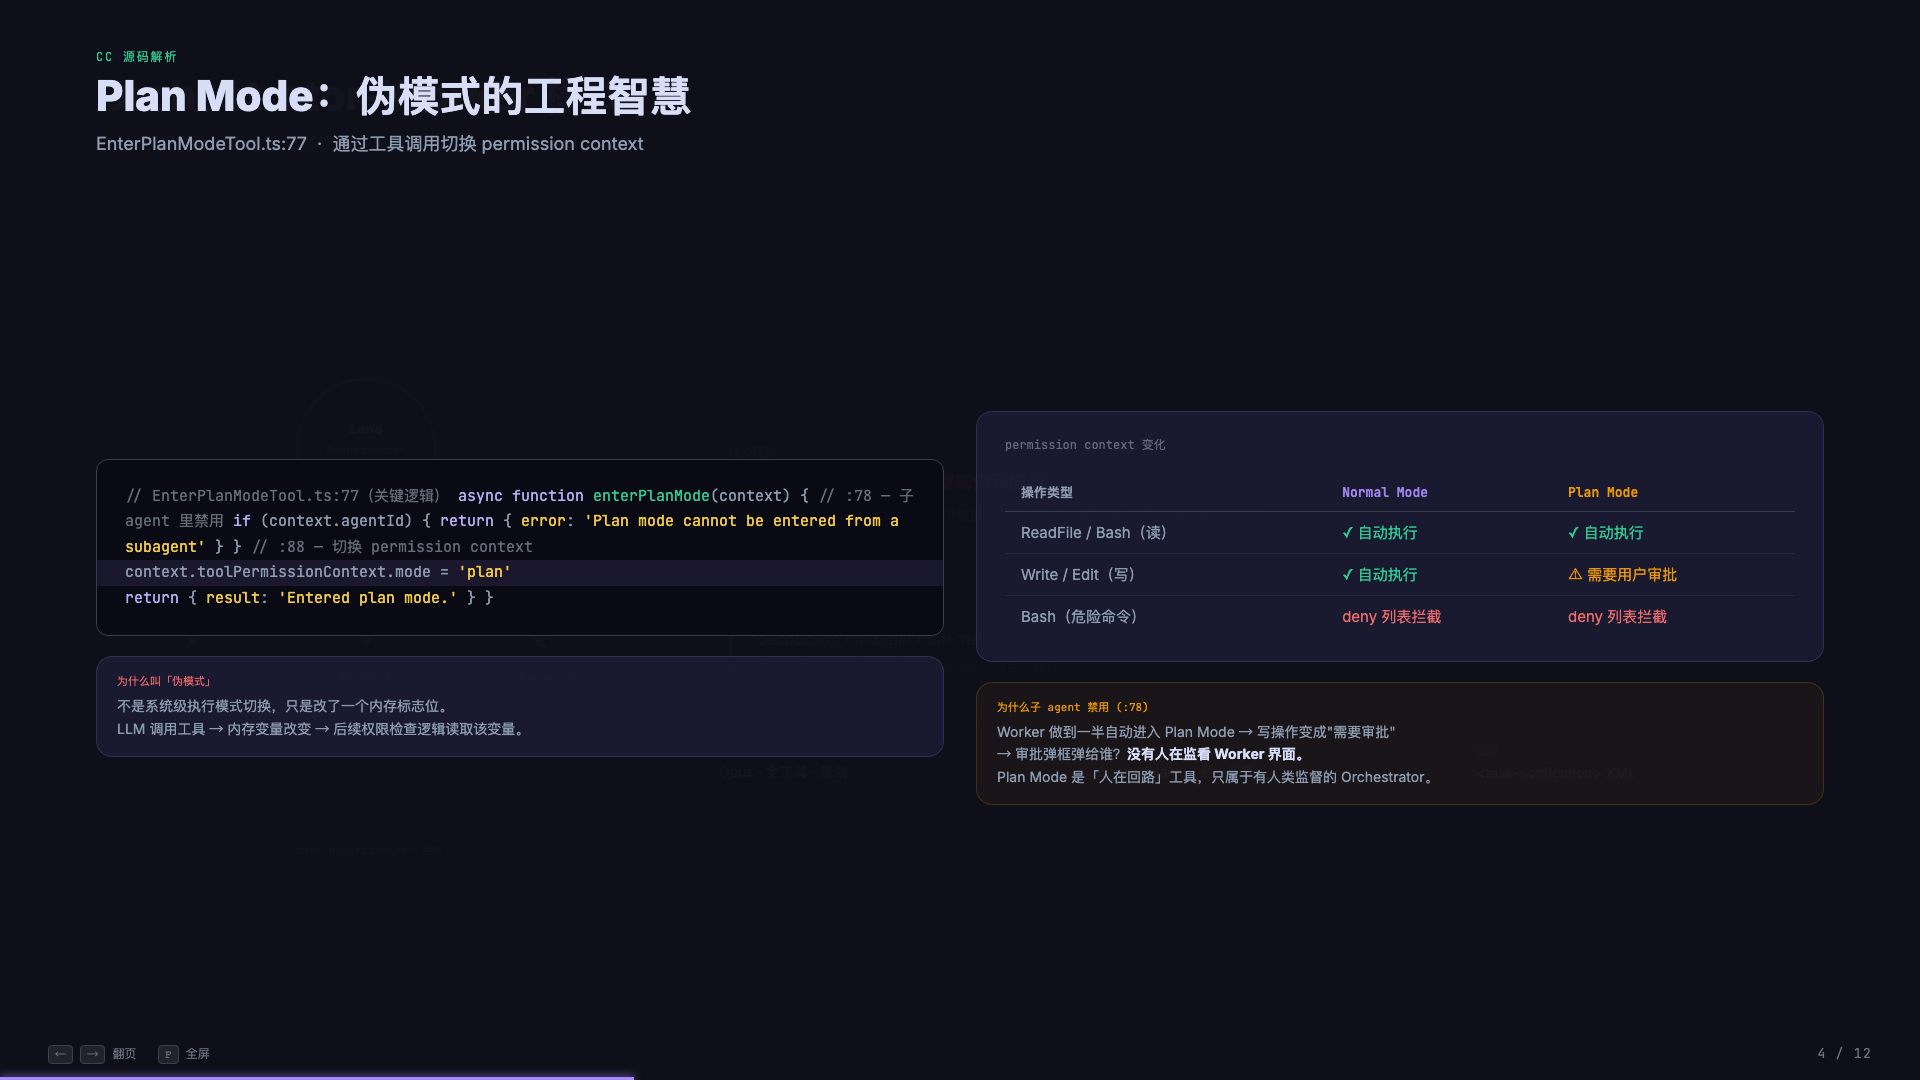 CC 源码解析
Plan Mode：伪模式的工程智慧
EnterPlanModeTool.ts:77 · 通过工具调用切换 permission context
// EnterPlanModeTool.ts:77（关键逻辑） async function enterPlanMode(context) { // :78 — 子
agent 里禁用 if (context.agentId) { return { error: 'Plan mode cannot be entered from a
subagent' } } // :88 — 切换 permission context
context.toolPermissionContext.mode = 'plan'
return { result: 'Entered plan mode.' } }
为什么叫「伪模式」
不是系统级执行模式切换，只是改了一个内存标志位。
LLM 调用工具 → 内存变量改变 → 后续权限检查逻辑读取该变量。
permission context 变化
操作类型 Normal Mode Plan Mode
ReadFile / Bash（读） ✓ 自动执行 ✓ 自动执行
Write / Edit（写） ✓ 自动执行 ⚠ 需要用户审批
Bash（危险命令） deny 列表拦截 deny 列表拦截
为什么子 agent 禁用 (:78)
Worker 做到一半自动进入 Plan Mode → 写操作变成"需要审批"
→ 审批弹框弹给谁？没有人在监看 Worker 界面。
Plan Mode 是「人在回路」工具，只属于有人类监督的 Orchestrator。
← → 翻页 F 全屏
4 / 12